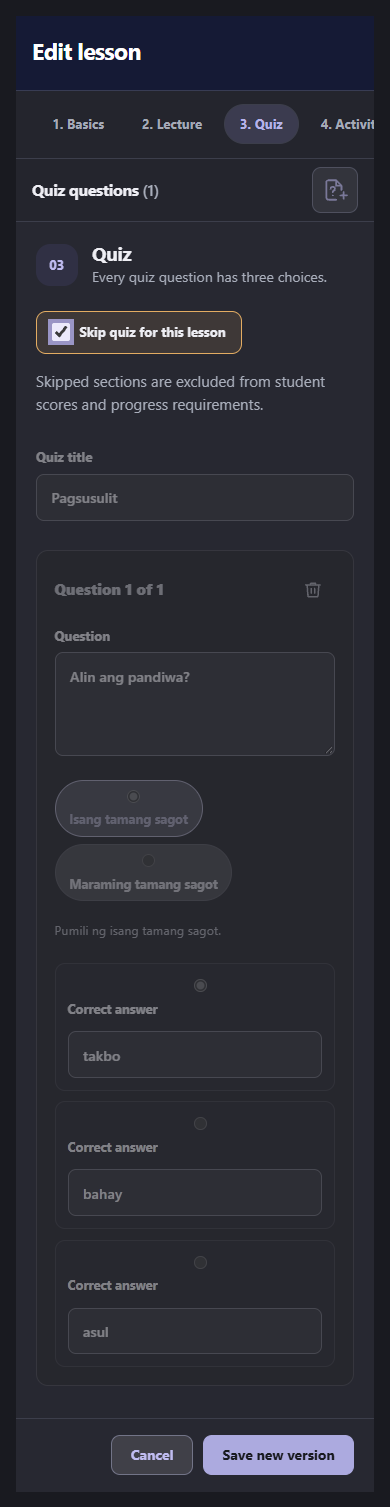 Edit lesson
1. Basics
2. Lecture
3. Quiz
4. Activit
Quiz questions (1)
03
Quiz
Every quiz question has three choices.
Skip quiz for this lesson
Skipped sections are excluded from student
scores and progress requirements.
Quiz title
Pagsusulit
Question 1 of 1
Question
Alin ang pandiwa?
Isang tamang sagot
Maraming tamang sagot
Pumili ng isang tamang sagot.
Correct answer
takbo
Correct answer
bahay
Correct answer
asul
Cancel
Save new version